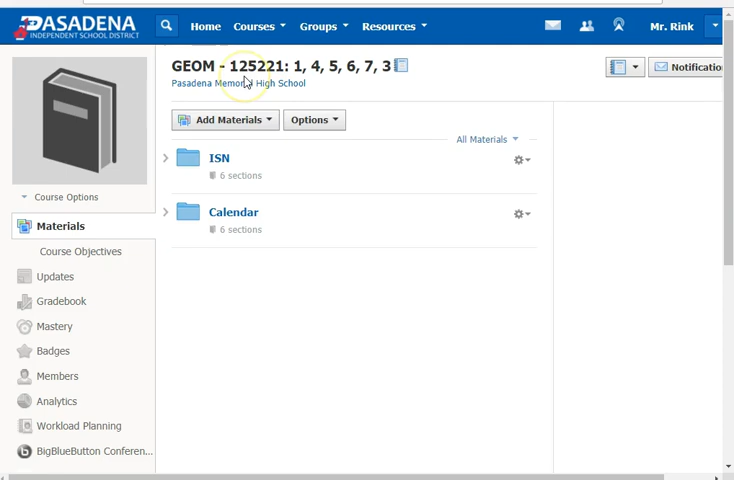 PASADENA
INDEPENDENT SCHOOL DISTRICT
Home Courses Groups Resources Mr. Rink
GEOM - 125221: 1, 4, 5, 6, 7, 3
Pasadena Memorial High School
Notificatio
Add Materials Options
All Materials
ISN
6 sections
Calendar
6 sections
Course Options
Materials
Course Objectives
Updates
Gradebook
Mastery
Badges
Members
Analytics
Workload Planning
BigBlueButton Conferen...